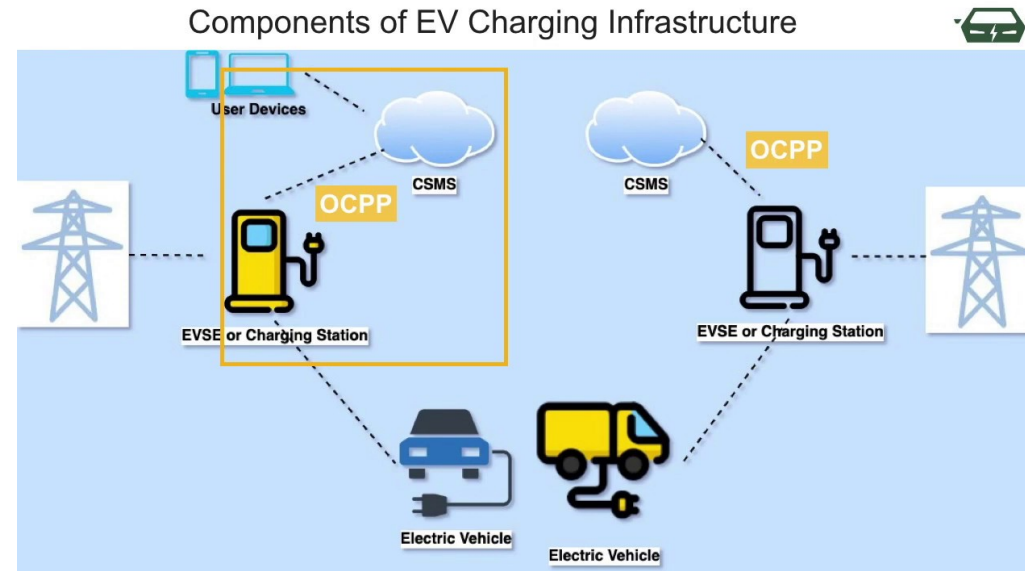 Components of EV Charging Infrastructure
User Devices
CSMS
OCPP
EVSE or Charging Station
CSMS
OCPP
EVSE or Charging Station
Electric Vehicle
Electric Vehicle